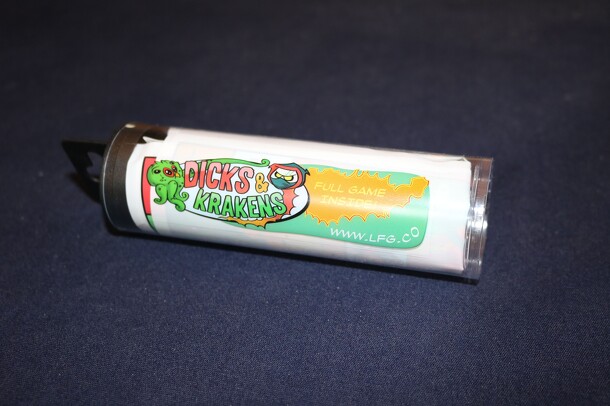 DICKS &
KRAKENS
FULL GAME
INSIDE!
WWW.LFG.CO